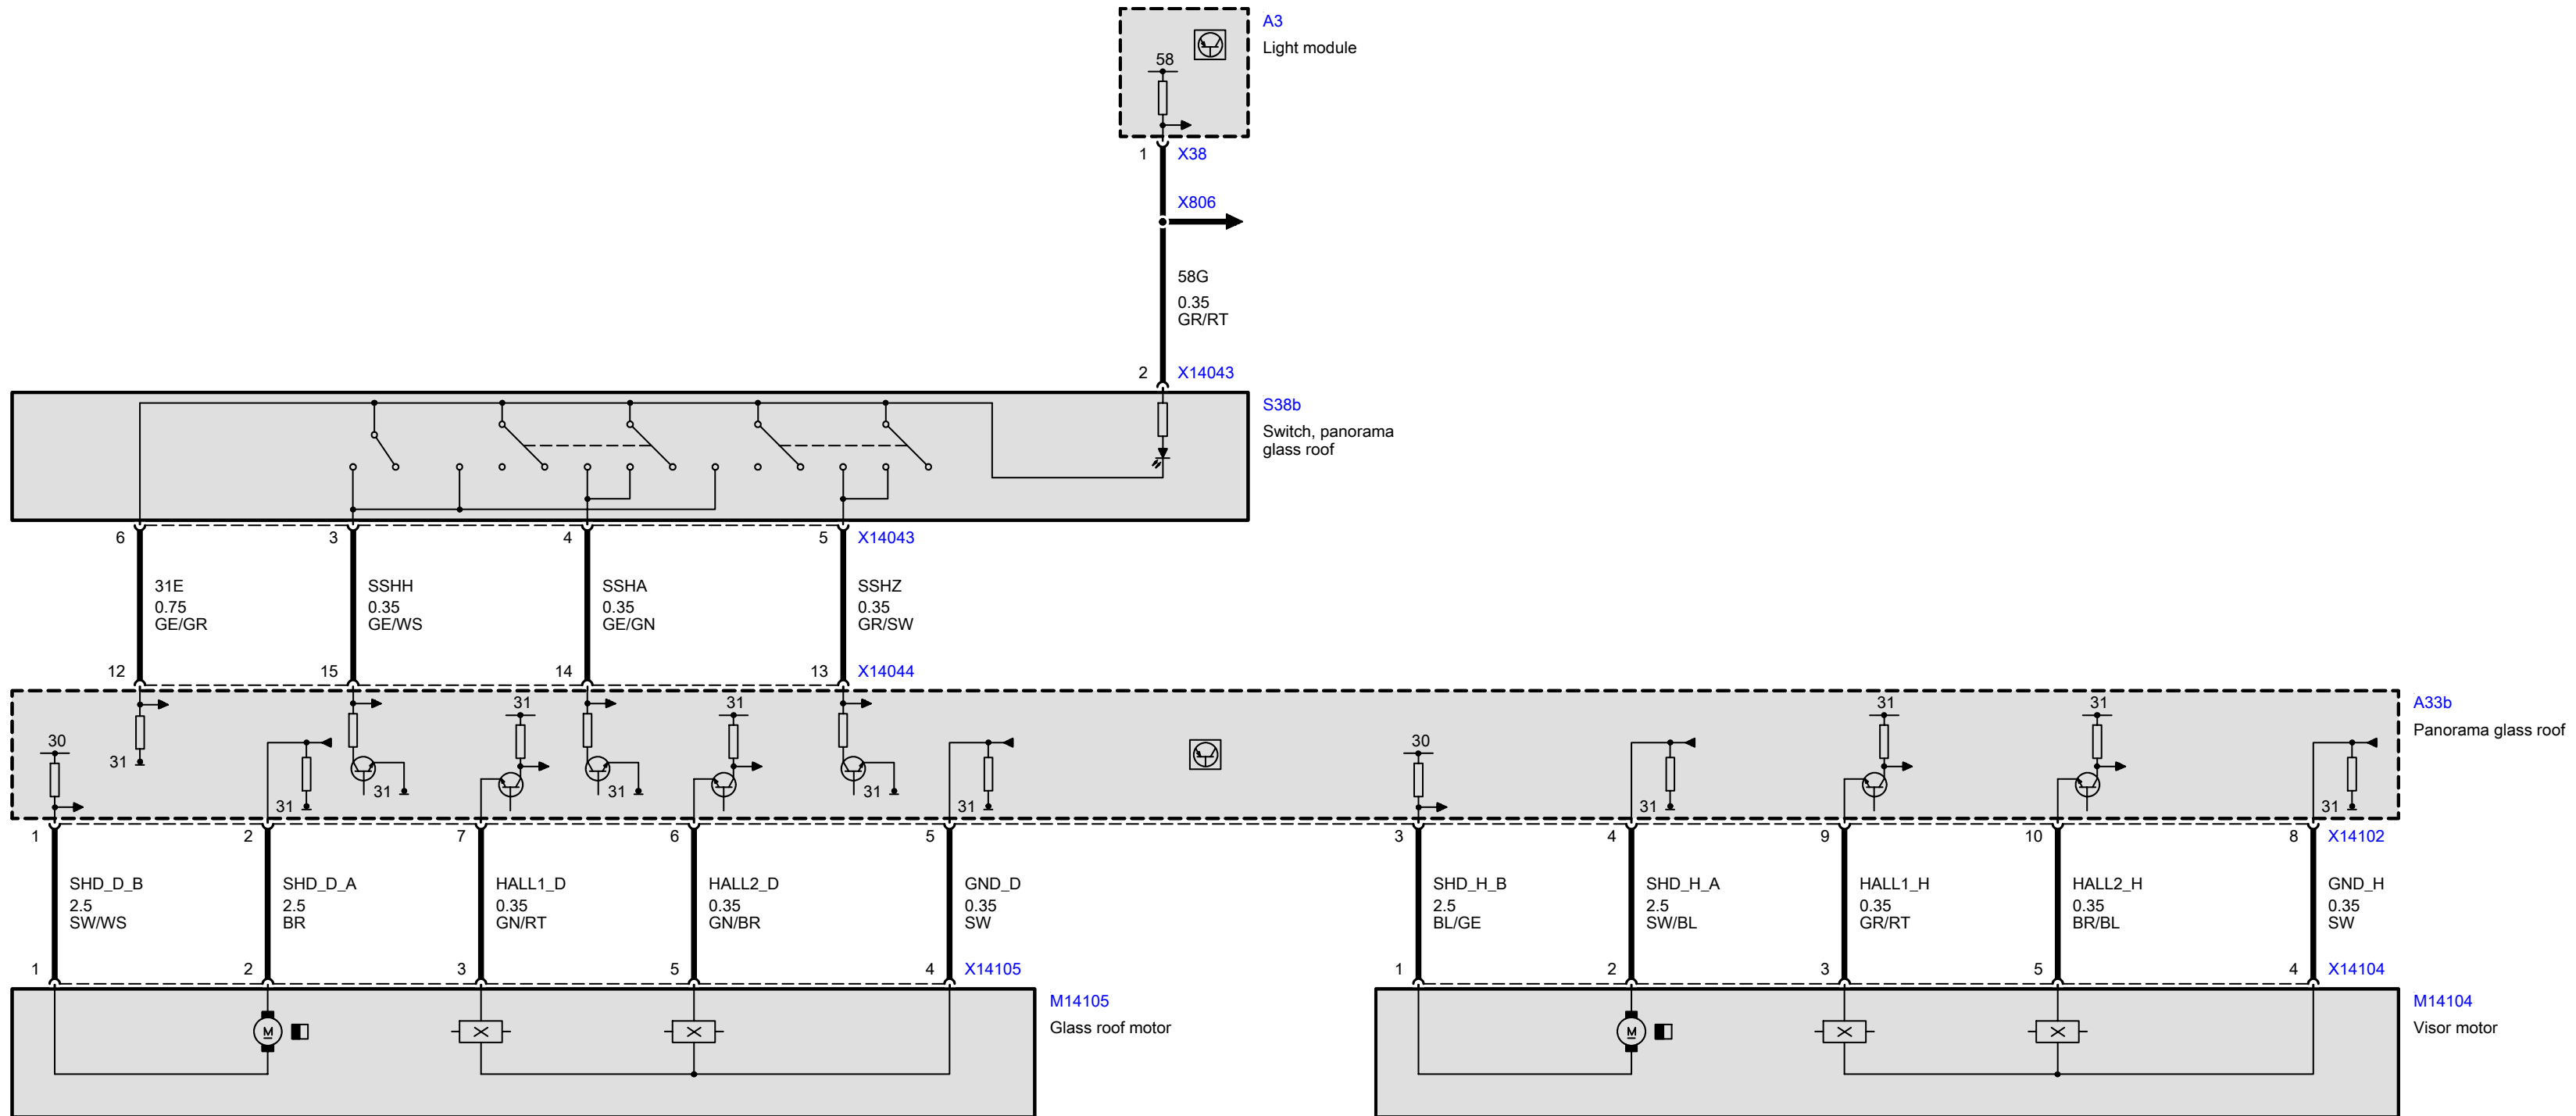 A3
Light module
58
1 X38
X806
58G
0.35
GR/RT
2 X14043
S38b
Switch, panorama
glass roof
6 3 4 5 X14043
31E SSHH SSHA SSHZ
0.75 0.35 0.35 0.35
GE/GR GE/WS GE/GN GR/SW
12 15 14 13 X14044
A33b
Panorama glass roof
31 31 31 31
30 30
31 31 31 31
31 31 31 31
1 2 7 6 5 3 4 9 10 8 X14102
SHD_D_B SHD_D_A HALL1_D HALL2_D GND_D SHD_H_B SHD_H_A HALL1_H HALL2_H GND_H
2.5 2.5 0.35 0.35 0.35 2.5 2.5 0.35 0.35 0.35
SW/WS BR GN/RT GN/BR SW BL/GE SW/BL GR/RT BR/BL SW
1 2 3 5 4 X14105 1 2 3 5 4 X14104
M14105 M14104
Glass roof motor Visor motor
M M